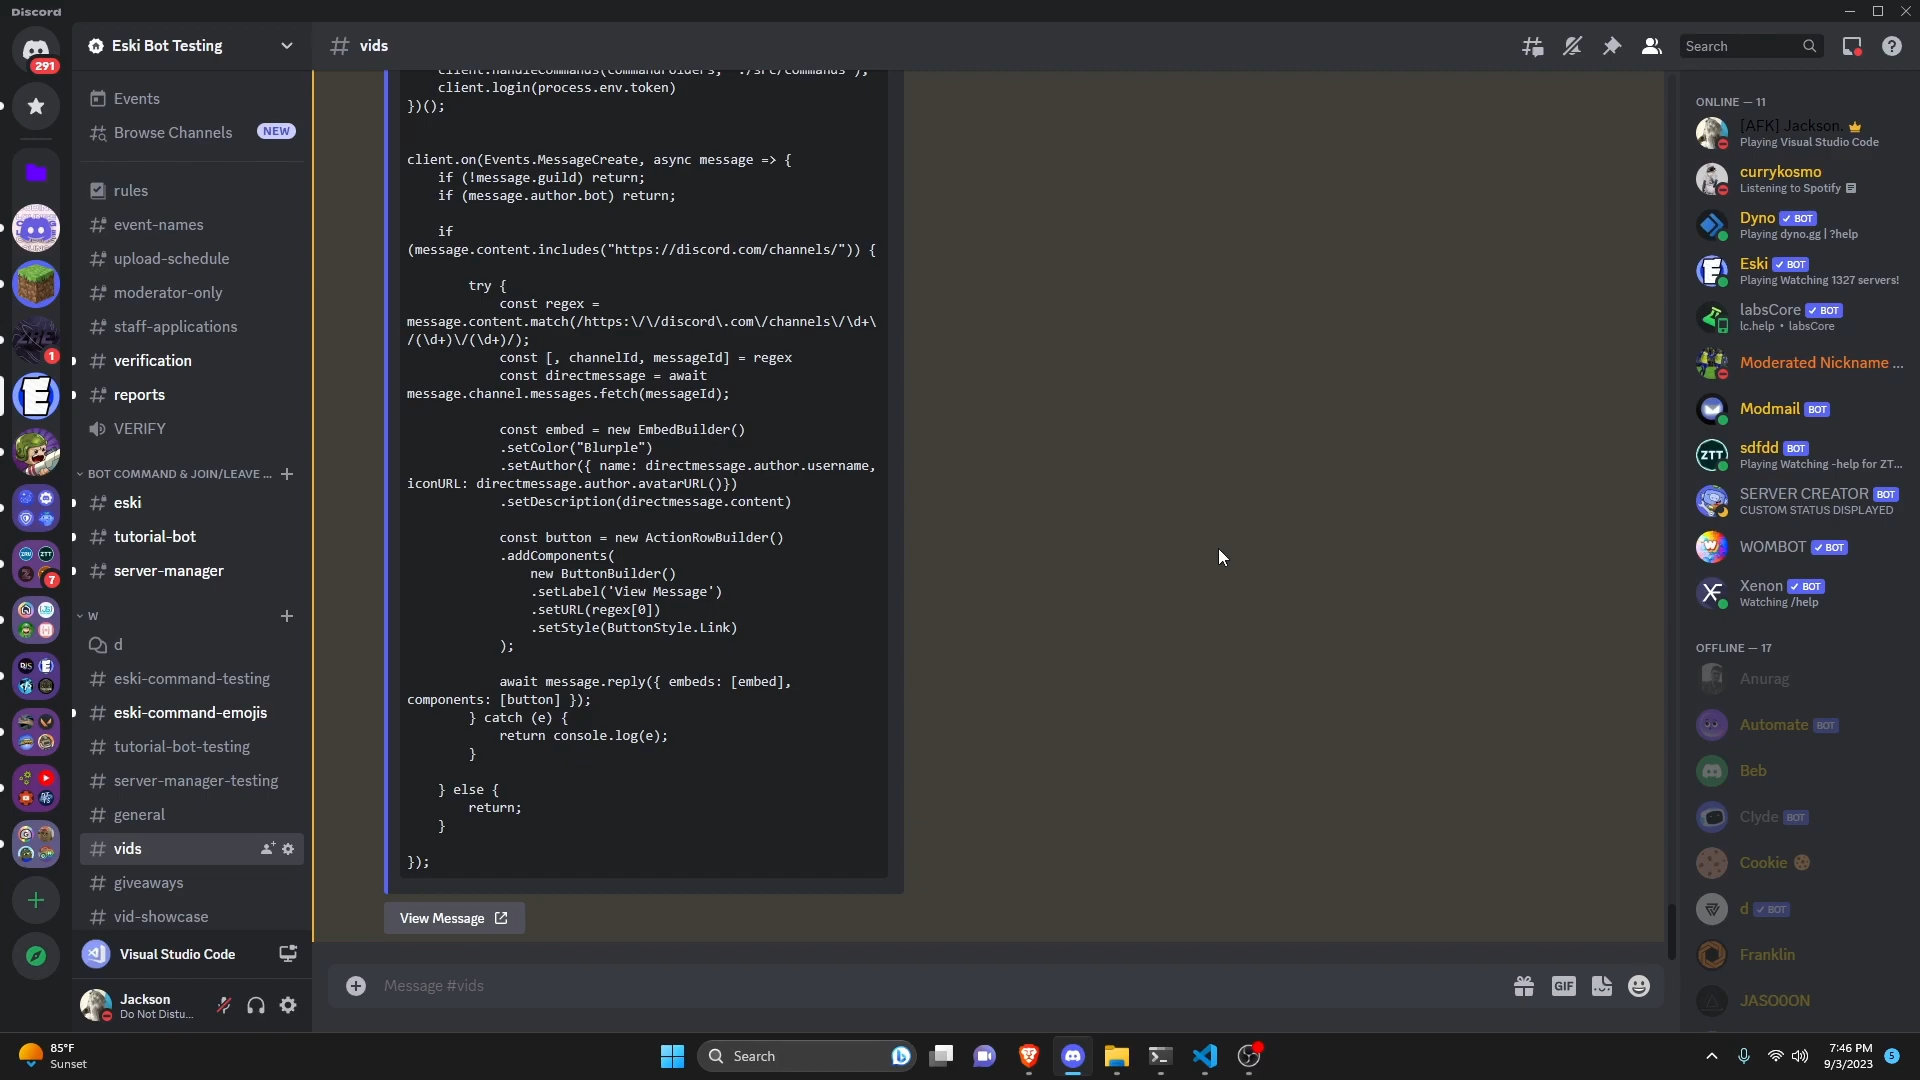 Discord
291
Eski Bot Testing
Events
Browse Channels
NEW
rules
event-names
upload-schedule
moderator-only
staff-applications
verification
reports
VERIFY
BOT COMMAND & JOIN/LEAVE ...
eski
tutorial-bot
server-manager
W
d
eski-command-testing
eski-command-emojis
tutorial-bot-testing
server-manager-testing
general
vids
giveaways
vid-showcase
1
7
Visual Studio Code
Jackson
Do Not Distu...
vids
Search
client.handleCommands(commandFolders, "./src/commands");
client.login(process.env.token)
})();
client.on(Events.MessageCreate, async message => {
if (!message.guild) return;
if (message.author.bot) return;
if
(message.content.includes("https://discord.com/channels/")) {
try {
const regex =
message.content.match(/https:\/\/discord\.com\/channels\/\d+\
/(\d+)\/(\d+)/);
const [, channelId, messageId] = regex
const directmessage = await
message.channel.messages.fetch(messageId);
const embed = new EmbedBuilder()
.setColor("Blurple")
.setAuthor({ name: directmessage.author.username,
iconURL: directmessage.author.avatarURL()})
.setDescription(directmessage.content)
const button = new ActionRowBuilder()
.addComponents(
new ButtonBuilder()
.setLabel('View Message')
.setURL(regex[0])
.setStyle(ButtonStyle.Link)
);
await message.reply({ embeds: [embed],
components: [button] });
} catch (e) {
return console.log(e);
}
} else {
return;
}
});
View Message
Message #vids
GIF
ONLINE — 11
[AFK] Jackson.
Playing Visual Studio Code
currykosmo
Listening to Spotify
Dyno ✓ BOT
Playing dyno.gg | ?help
Eski ✓ BOT
Playing Watching 1327 servers!
labsCore ✓ BOT
lc.help • labsCore
Moderated Nickname ...
Modmail BOT
ZTT
sdfdd BOT
Playing Watching -help for ZT...
SERVER CREATOR BOT
CUSTOM STATUS DISPLAYED
WOMBOT ✓ BOT
Xenon ✓ BOT
Watching /help
OFFLINE — 17
Anurag
Automate BOT
Beb
Clyde BOT
Cookie
d ✓ BOT
Franklin
JASO0ON
85°F
Sunset
Search
7:46 PM
9/3/2023
5